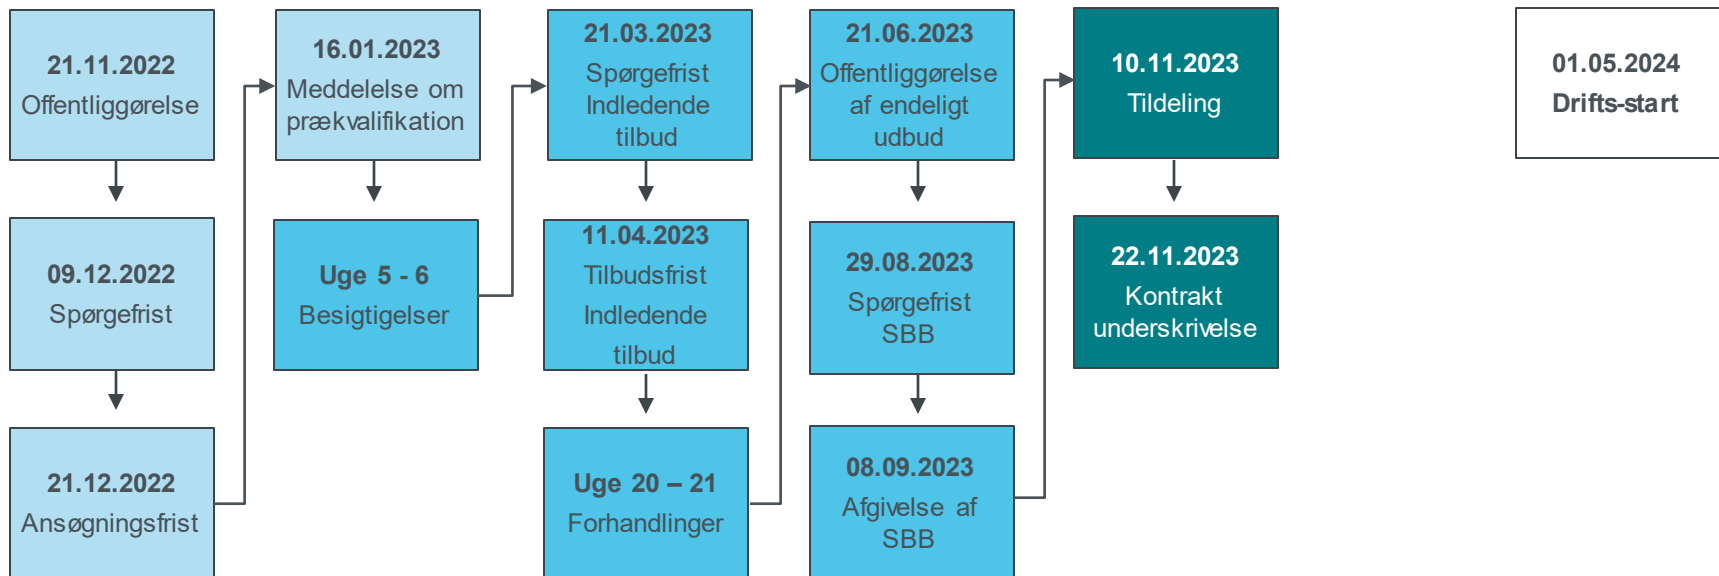 21.11.2022
Offentliggørelse
09.12.2022
Spørgefrist
21.12.2022
Ansøgningsfrist
16.01.2023
Meddelelse om
prækvalifikation
Uge 5 - 6
Besigtigelser
21.03.2023
Spørgefrist
Indledende
tilbud
11.04.2023
Tilbudsfrist
Indledende
tilbud
Uge 20 – 21
Forhandlinger
21.06.2023
Offentliggørelse
af endeligt
udbud
29.08.2023
Spørgefrist
SBB
08.09.2023
Afgivelse af
SBB
10.11.2023
Tildeling
22.11.2023
Kontrakt
underskrivelse
01.05.2024
Drifts-start